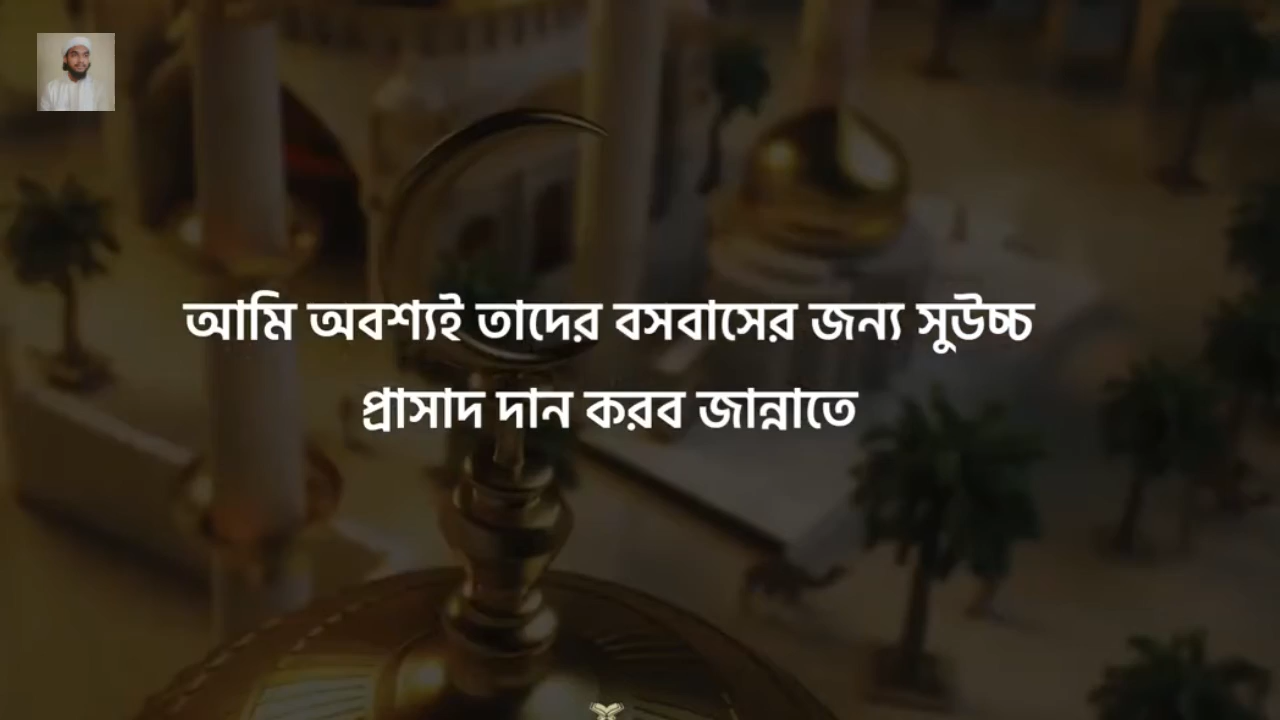 আমি অবশ্যই তাদের বসবাসের জন্য সুউচ্চ
প্রাসাদ দান করব জান্নাতে